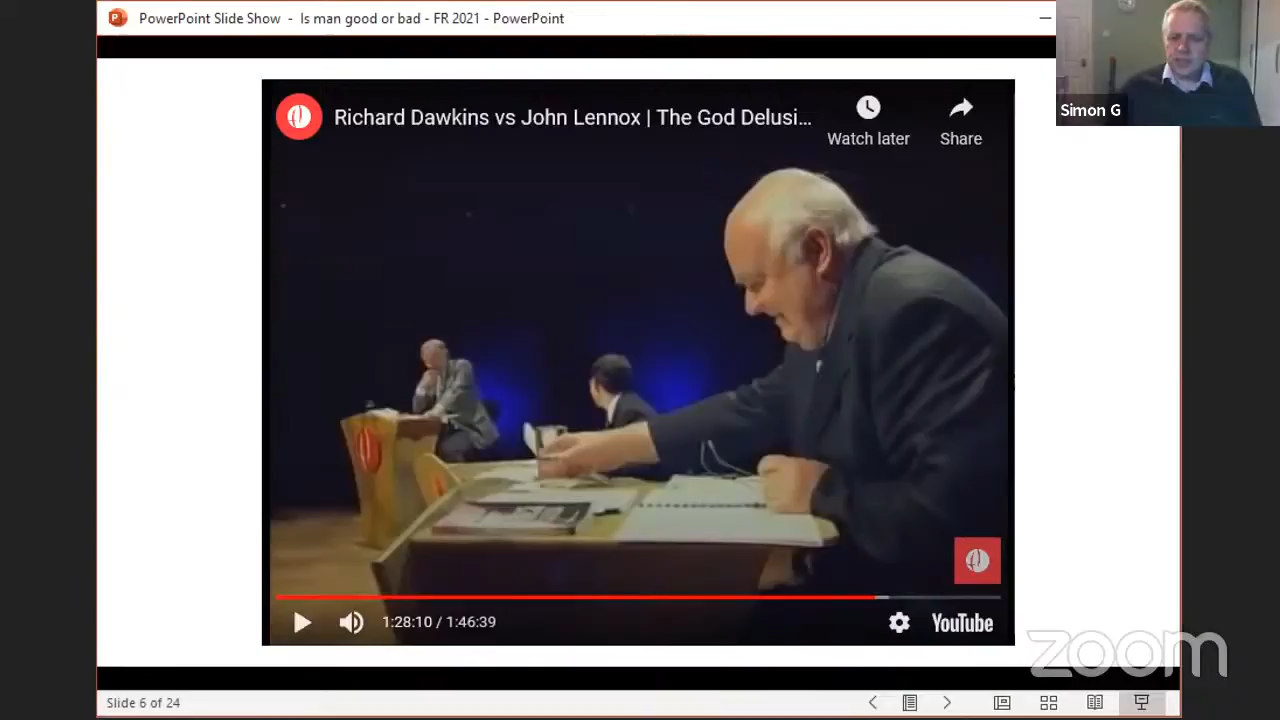 PowerPoint Slide Show - Is man good or bad - FR 2021 - PowerPoint
Simon G
Richard Dawkins vs John Lennox | The God Delusi...
Watch later
Share
1:28:10 / 1:46:39
YouTube
zoom
Slide 6 of 24